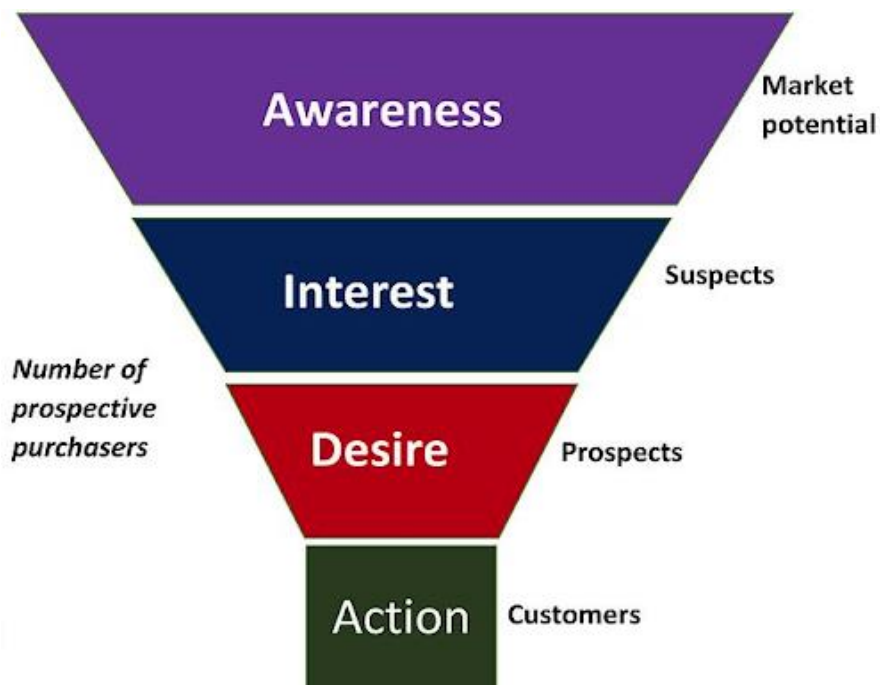 Awareness
Market
potential
Interest
Suspects
Number of
prospective
purchasers
Desire
Prospects
Action
Customers